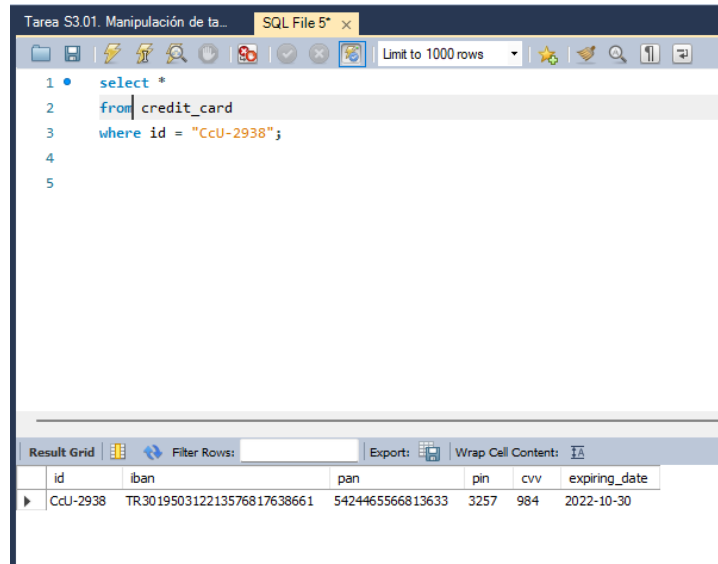 Tarea S3.01. Manipulación de ta... SQL File 5*
Limit to 1000 rows
1 select *
2 from credit_card
3 where id = "CcU-2938";
4
5
Result Grid Filter Rows: Export: Wrap Cell Content:
id iban pan pin cvv expiring_date
CcU-2938 TR301950312213576817638661 5424465566813633 3257 984 2022-10-30